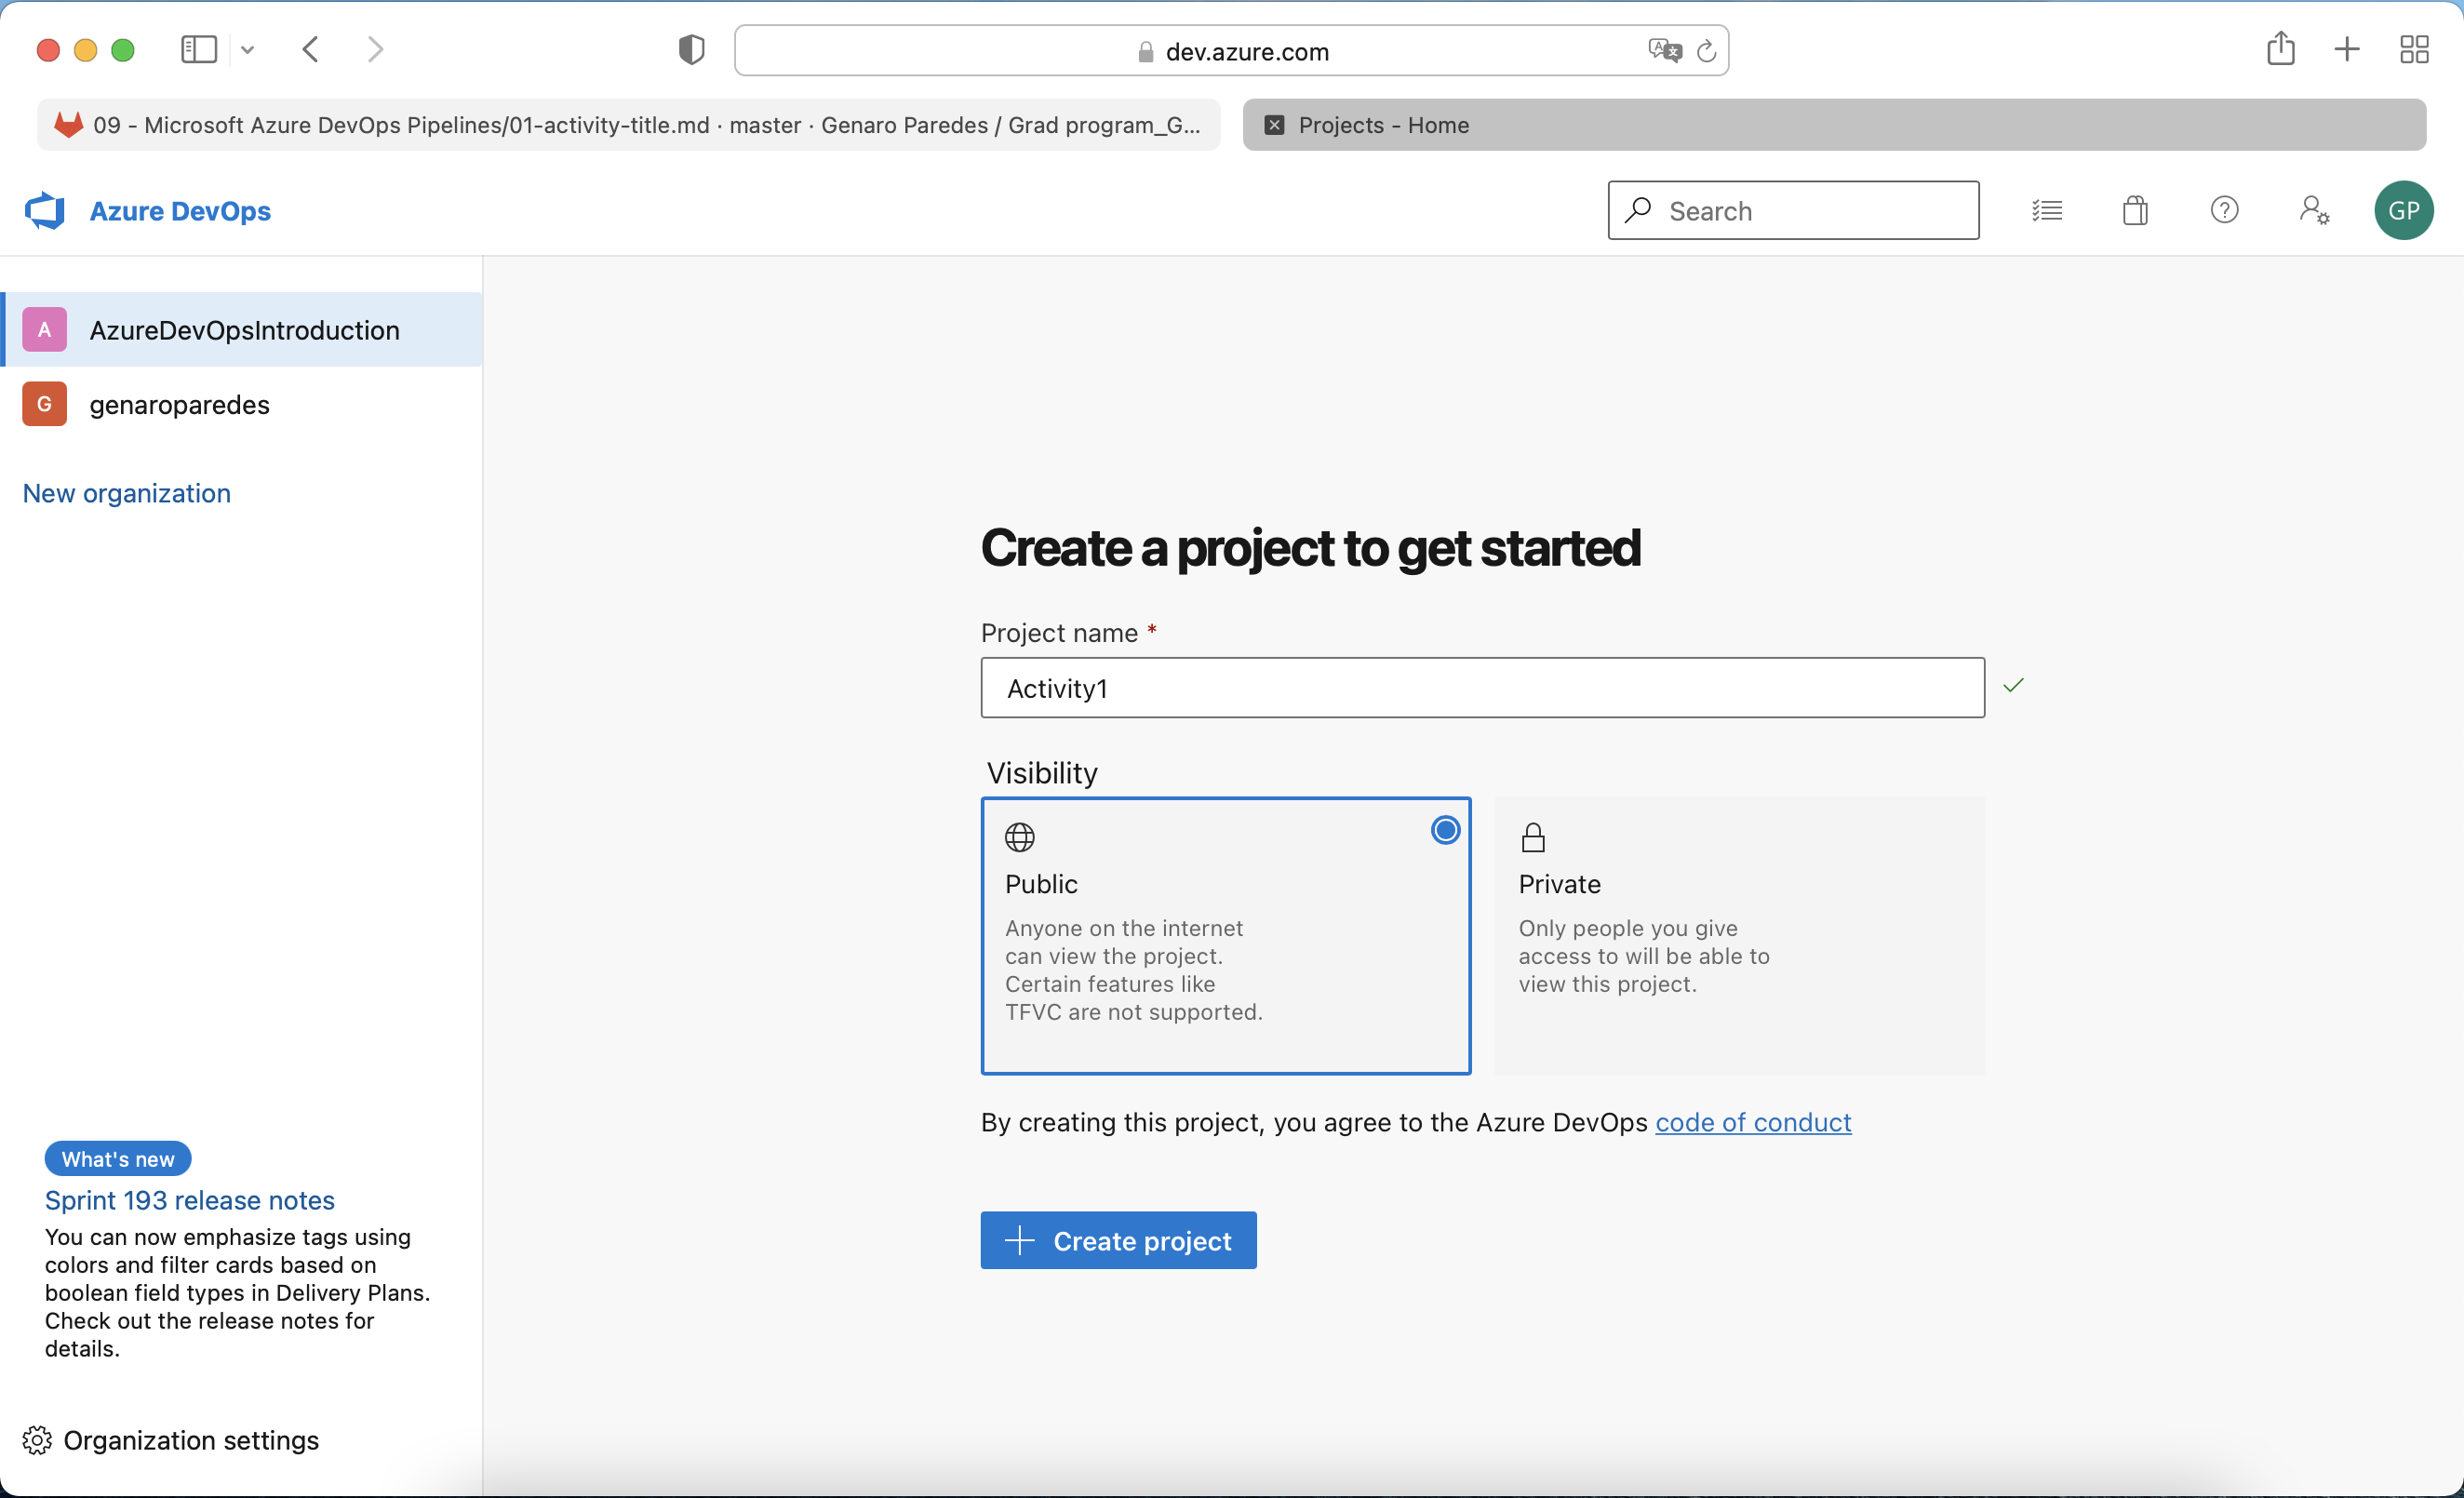 dev.azure.com
09 - Microsoft Azure DevOps Pipelines/01-activity-title.md · master · Genaro Paredes / Grad program_G...
Projects - Home
Azure DevOps
Search
GP
A
AzureDevOpsIntroduction
G
genaroparedes
New organization
Create a project to get started
Project name *
Activity1
Visibility
Public
Anyone on the internet
can view the project.
Certain features like
TFVC are not supported.
Private
Only people you give
access to will be able to
view this project.
By creating this project, you agree to the Azure DevOps code of conduct
Create project
What's new
Sprint 193 release notes
You can now emphasize tags using
colors and filter cards based on
boolean field types in Delivery Plans.
Check out the release notes for
details.
Organization settings